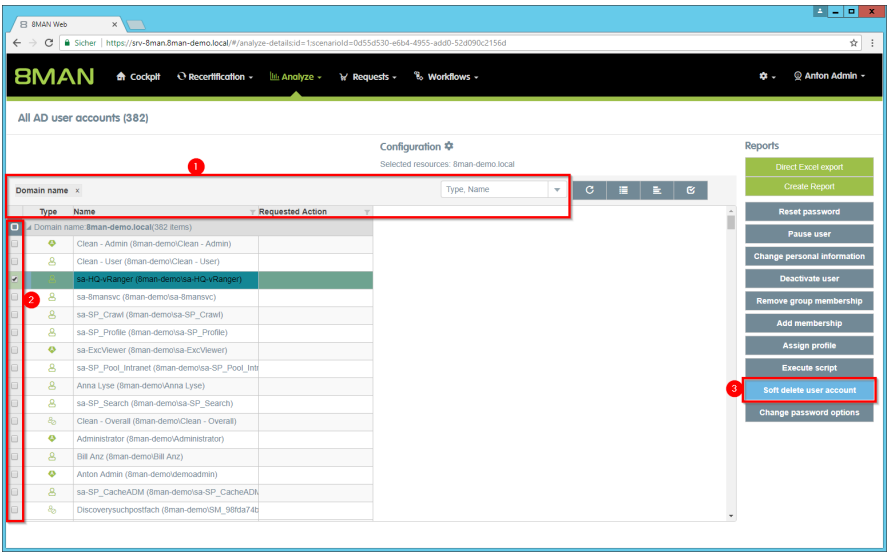 8MAN Web
Sicher https://srv-8man.8man-demo.local/#/analyze-details;id=1;scenarioId=0d55d530-e6b4-4955-add0-52d090c2156d
8MAN Cockpit Recertification Analyze Requests Workflows Anton Admin
All AD user accounts (382)
Configuration
Selected resources: 8man-demo.local
Reports
Direct Excel export
Create Report
1
Domain name x
Type, Name
Type Name Requested Action
Domain name:8man-demo.local(382 items)
Clean - Admin (8man-demo\Clean - Admin)
Clean - User (8man-demo\Clean - User)
sa-HQ-vRanger (8man-demo\sa-HQ-vRanger)
2
sa-8mansvc (8man-demo\sa-8mansvc)
sa-SP_Crawl (8man-demo\sa-SP_Crawl)
sa-SP_Profile (8man-demo\sa-SP_Profile)
sa-ExcViewer (8man-demo\sa-ExcViewer)
sa-SP_Pool_Intranet (8man-demo\sa-SP_Pool_Intr
Anna Lyse (8man-demo\Anna Lyse)
sa-SP_Search (8man-demo\sa-SP_Search)
Clean - Overall (8man-demo\Clean - Overall)
Administrator (8man-demo\Administrator)
Bill Anz (8man-demo\Bill Anz)
Anton Admin (8man-demo\demoadmin)
sa-SP_CacheADM (8man-demo\sa-SP_CacheADM
Discoverysuchpostfach (8man-demo\SM_98fda74b
Reset password
Pause user
Change personal information
Deactivate user
Remove group membership
Add membership
Assign profile
Execute script
3
Soft delete user account
Change password options